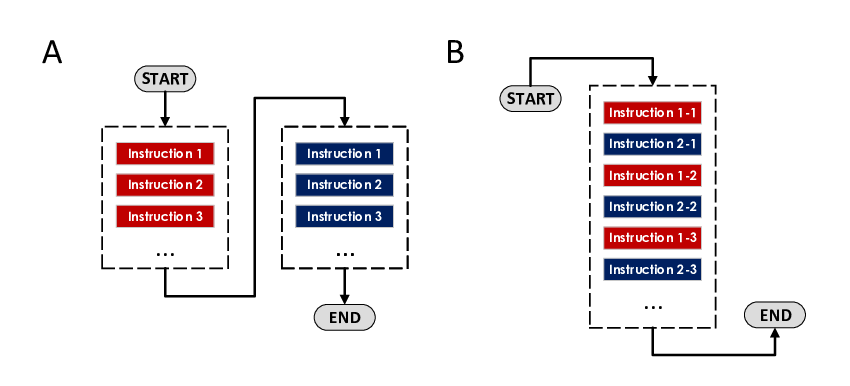 A
START
Instruction 1
Instruction 2
Instruction 3
...
Instruction 1
Instruction 2
Instruction 3
...
END
B
START
Instruction 1-1
Instruction 2-1
Instruction 1-2
Instruction 2-2
Instruction 1-3
Instruction 2-3
...
END